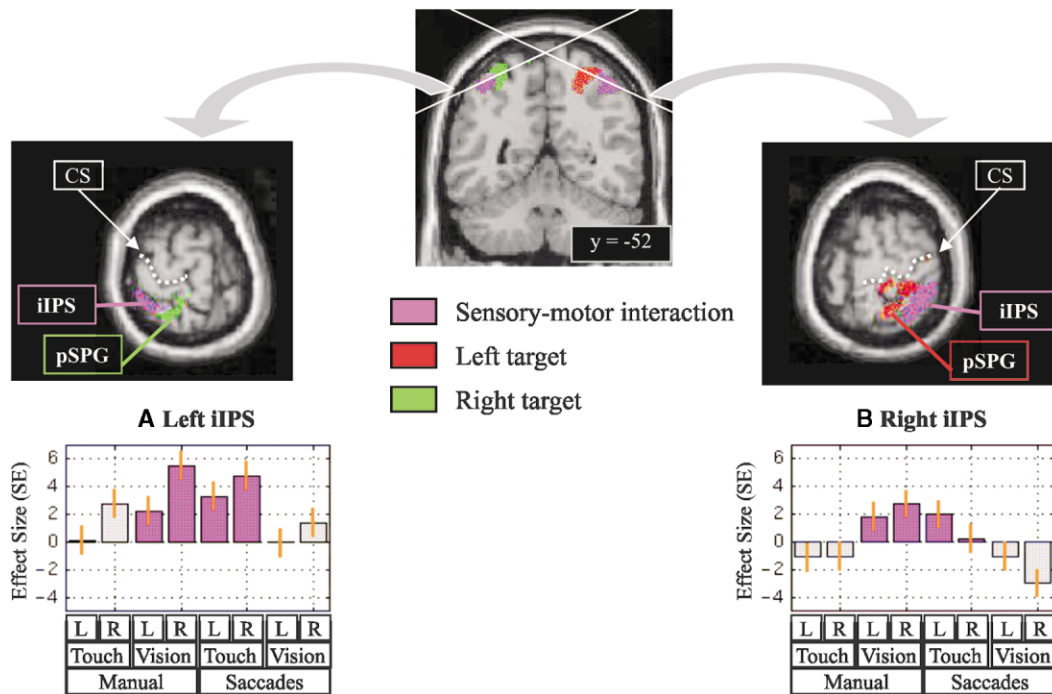 CS
iIPS
pSPG
y = -52
CS
iIPS
pSPG
Sensory-motor interaction
Left target
Right target
A Left iIPS
Effect Size (SE)
6
4
2
0
-2
-4
L R L R L R L R
Touch Vision Touch Vision
Manual Saccades
B Right iIPS
Effect Size (SE)
6
4
2
0
-2
-4
L R L R L R L R
Touch Vision Touch Vision
Manual Saccades